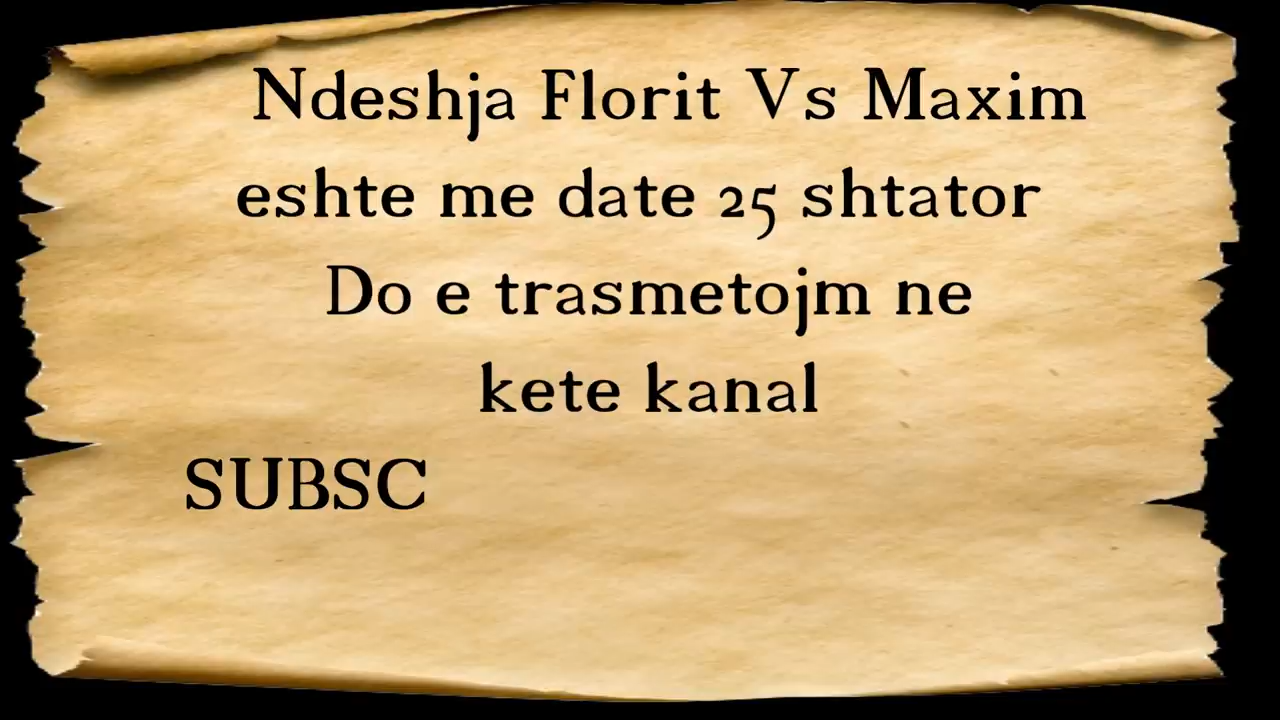 Ndeshja Florit Vs Maxim
eshte me date 25 shtator
Do e trasmetojm ne
kete kanal
SUBSC